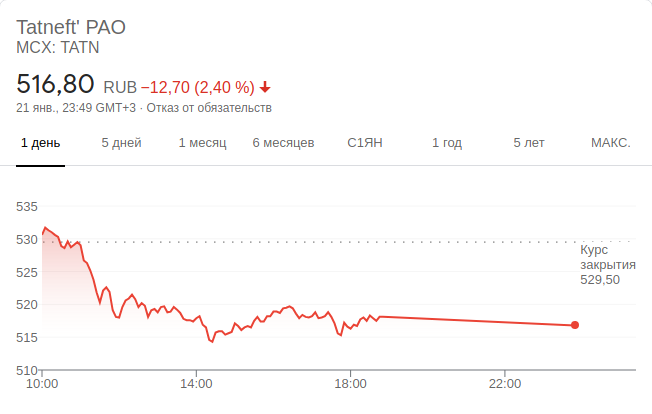 Tatneft' PAO
MCX: TATN
516,80 RUB −12,70 (2,40 %)
21 янв., 23:49 GMT+3 · Отказ от обязательств
1 день 5 дней 1 месяц 6 месяцев С1ЯН 1 год 5 лет МАКС.
535
530
525
520
515
510
Курс
закрытия
529,50
10:00 14:00 18:00 22:00